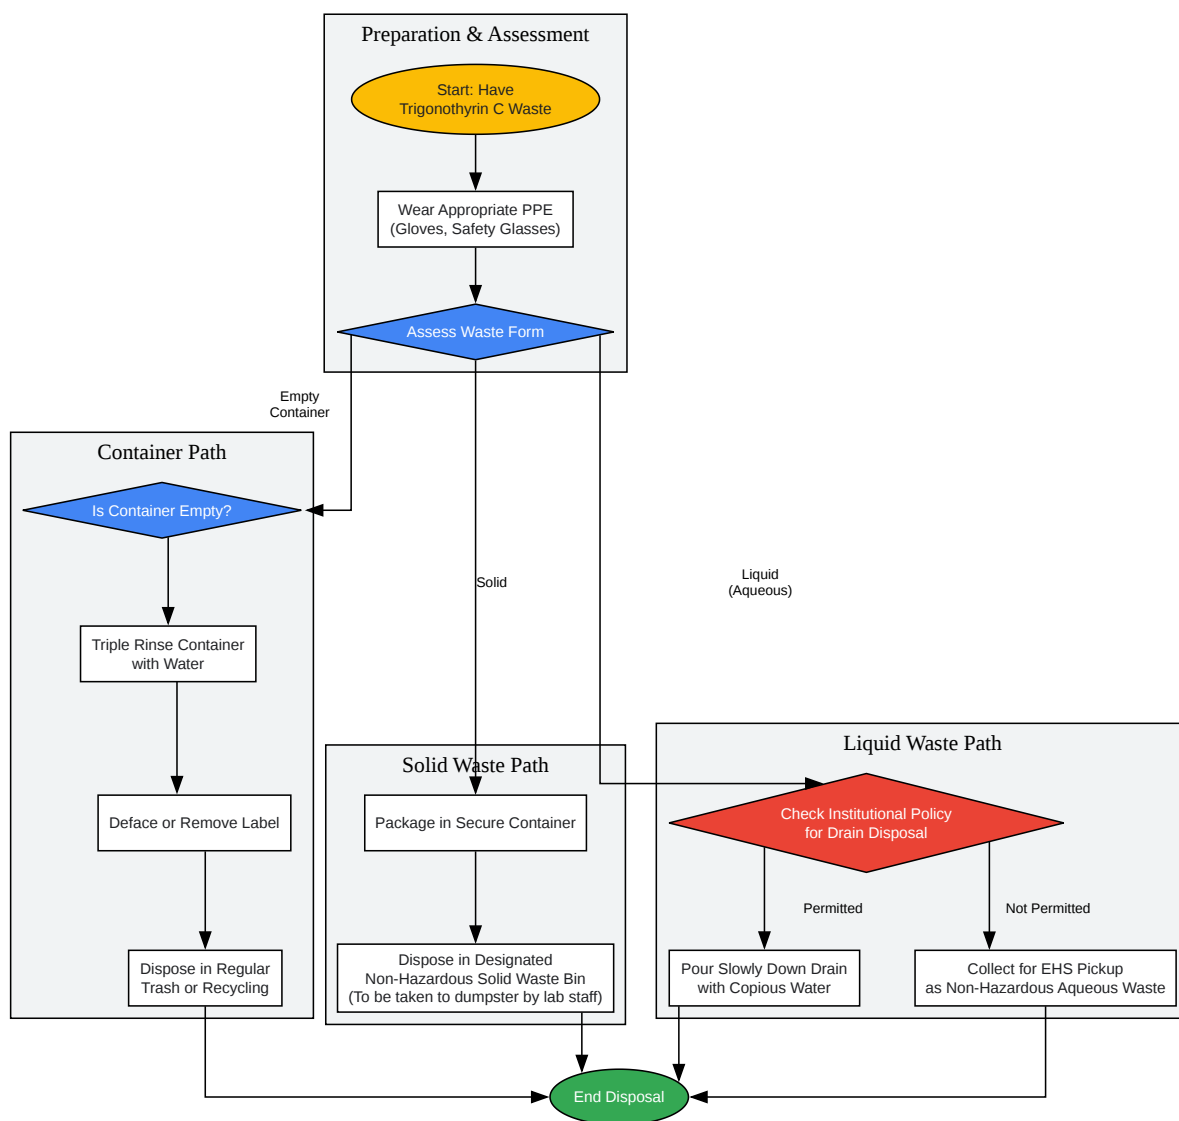 Preparation & Assessment
Start: Have
Trigonothyrin C Waste
Wear Appropriate PPE
(Gloves, Safety Glasses)
Assess Waste Form
Empty
Container
Solid
Liquid
(Aqueous)
Container Path
Is Container Empty?
Triple Rinse Container
with Water
Deface or Remove Label
Dispose in Regular
Trash or Recycling
Solid Waste Path
Package in Secure Container
Dispose in Designated
Non-Hazardous Solid Waste Bin
(To be taken to dumpster by lab staff)
Liquid Waste Path
Check Institutional Policy
for Drain Disposal
Permitted
Not Permitted
Pour Slowly Down Drain
with Copious Water
Collect for EHS Pickup
as Non-Hazardous Aqueous Waste
End Disposal